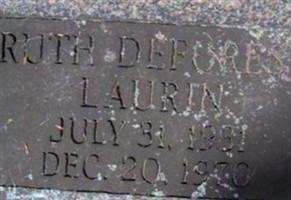 RUTH DEFORES
LAURIN
JULY 31, 1931
DEC. 20, 1970